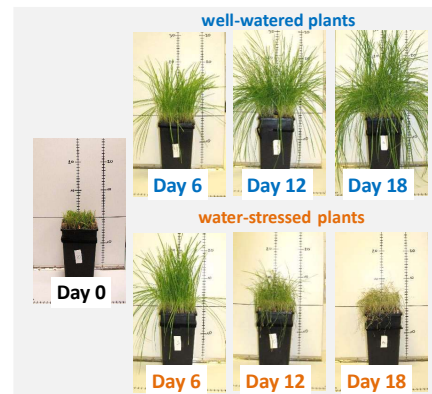 well-watered plants
Day 6
Day 12
Day 18
Day 0
water-stressed plants
Day 6
Day 12
Day 18